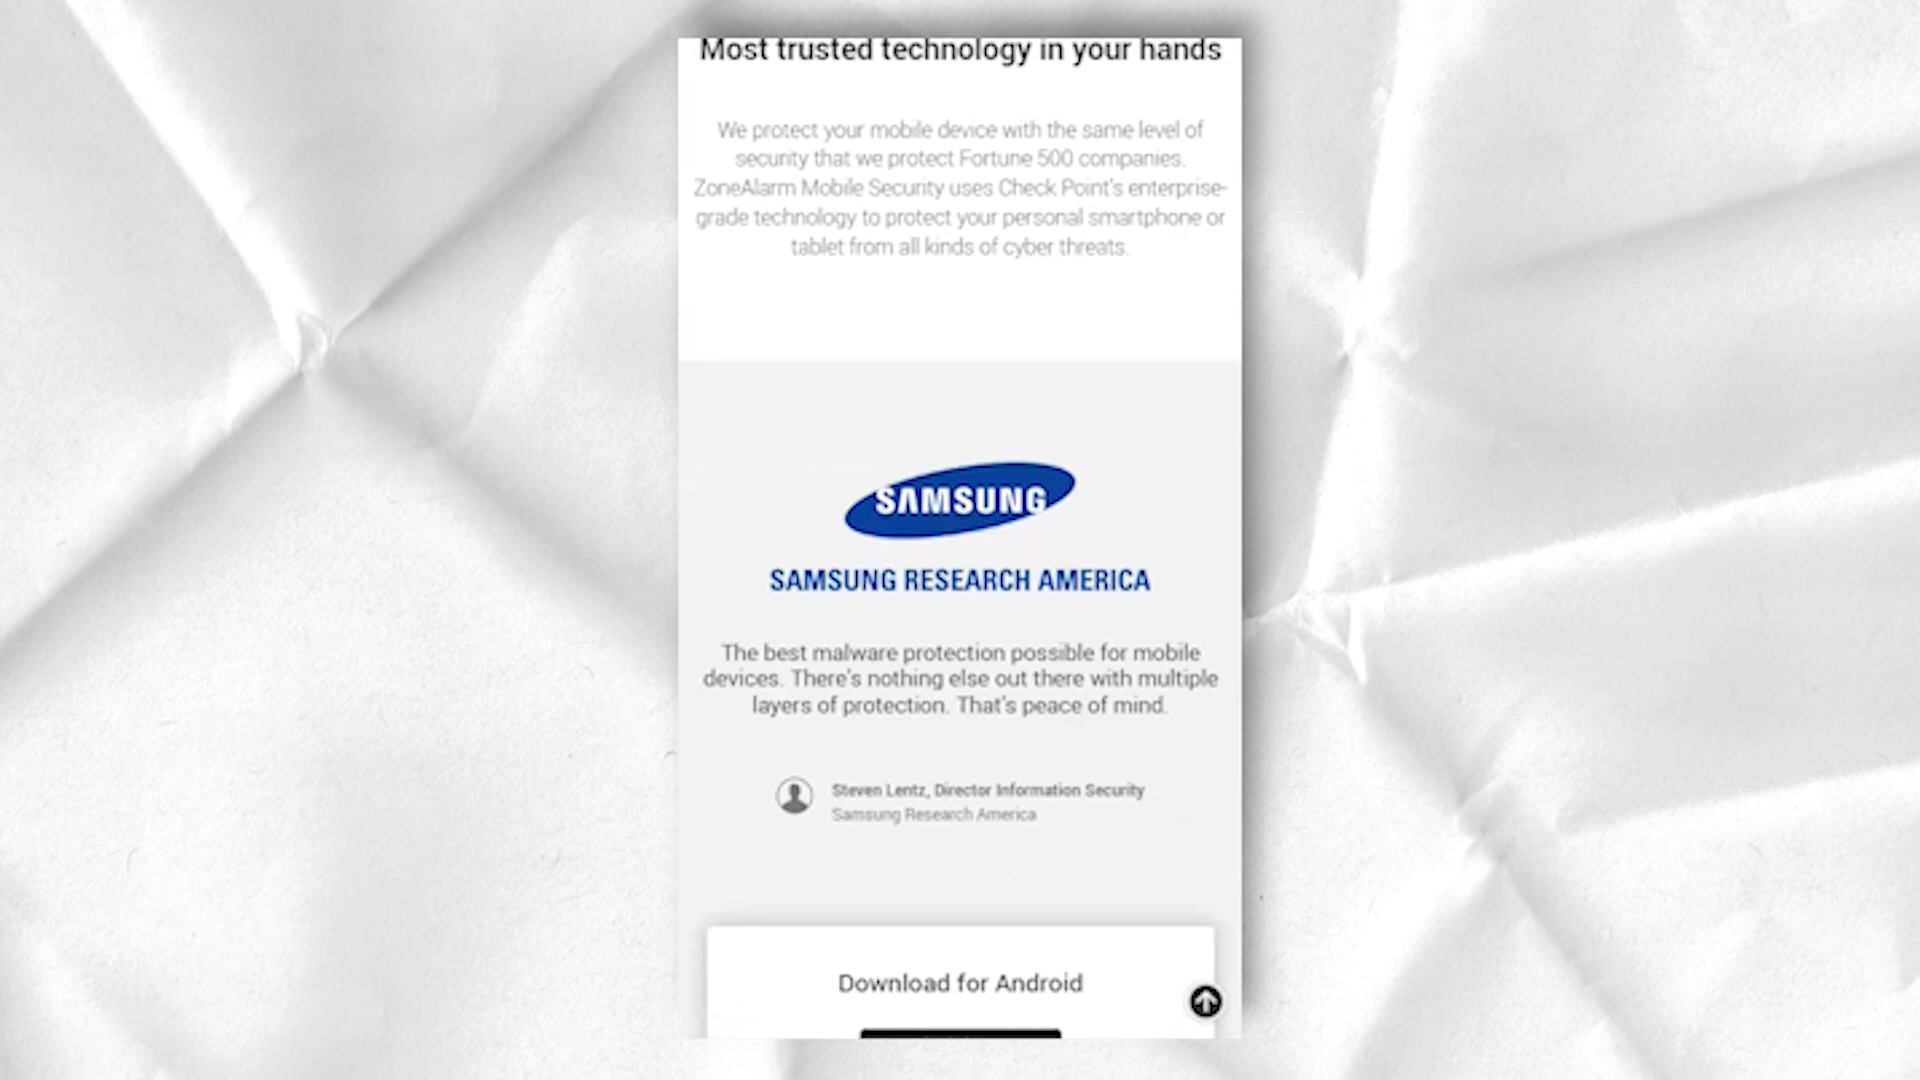 Most trusted technology in your hands
We protect your mobile device with the same level of
security that we protect Fortune 500 companies.
ZoneAlarm Mobile Security uses Check Point's enterprise-
grade technology to protect your personal smartphone or
tablet from all kinds of cyber threats.
SAMSUNG
SAMSUNG RESEARCH AMERICA
The best malware protection possible for mobile
devices. There's nothing else out there with multiple
layers of protection. That's peace of mind.
Steven Lentz, Director Information Security
Samsung Research America
Download for Android